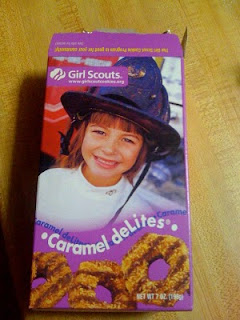 Girl Scouts.
www.girlscoutcookies.org
Caramel deLites
Caramel
Caramel deLites
NET WT 7 OZ (198g)